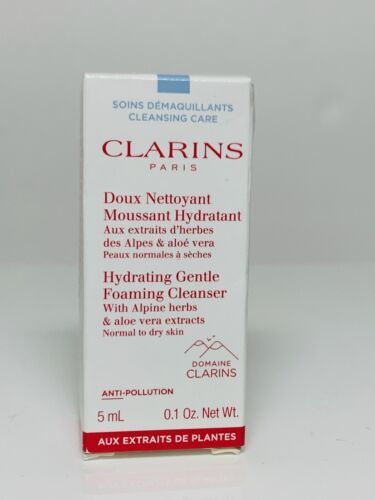 SOINS DÉMAQUILLANTS
CLEANSING CARE
CLARINS
PARIS
Doux Nettoyant
Moussant Hydratant
Aux extraits d'herbes
des Alpes & aloé vera
Peaux normales à sèches
Hydrating Gentle
Foaming Cleanser
With Alpine herbs
& aloe vera extracts
Normal to dry skin
DOMAINE
CLARINS
ANTI-POLLUTION
5 mL 0.1 Oz. Net Wt.
AUX EXTRAITS DE PLANTES